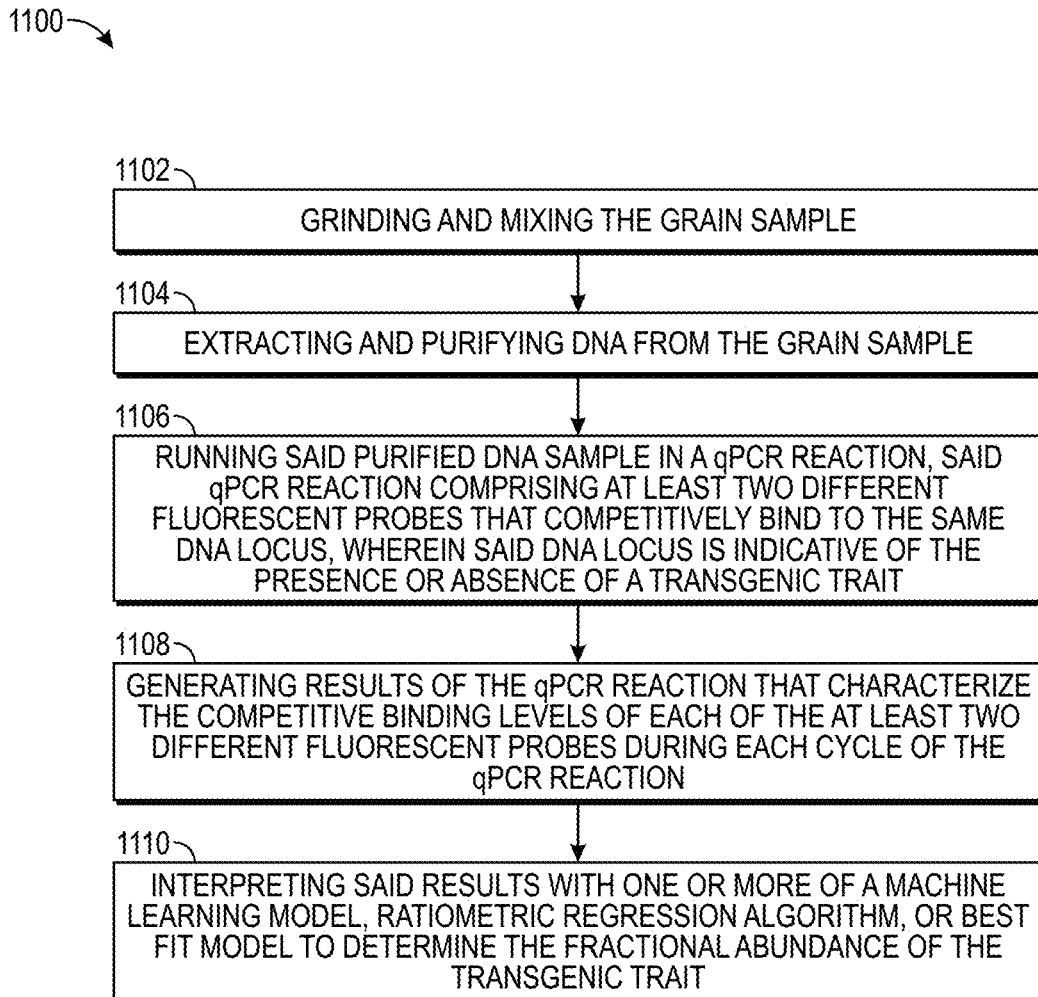 1100
1102
GRINDING AND MIXING THE GRAIN SAMPLE
1104
EXTRACTING AND PURIFYING DNA FROM THE GRAIN SAMPLE
1106
RUNNING SAID PURIFIED DNA SAMPLE IN A qPCR REACTION, SAID
qPCR REACTION COMPRISING AT LEAST TWO DIFFERENT
FLUORESCENT PROBES THAT COMPETITIVELY BIND TO THE SAME
DNA LOCUS, WHEREIN SAID DNA LOCUS IS INDICATIVE OF THE
PRESENCE OR ABSENCE OF A TRANSGENIC TRAIT
1108
GENERATING RESULTS OF THE qPCR REACTION THAT CHARACTERIZE
THE COMPETITIVE BINDING LEVELS OF EACH OF THE AT LEAST TWO
DIFFERENT FLUORESCENT PROBES DURING EACH CYCLE OF THE
qPCR REACTION
1110
INTERPRETING SAID RESULTS WITH ONE OR MORE OF A MACHINE
LEARNING MODEL, RATIOMETRIC REGRESSION ALGORITHM, OR BEST
FIT MODEL TO DETERMINE THE FRACTIONAL ABUNDANCE OF THE
TRANSGENIC TRAIT